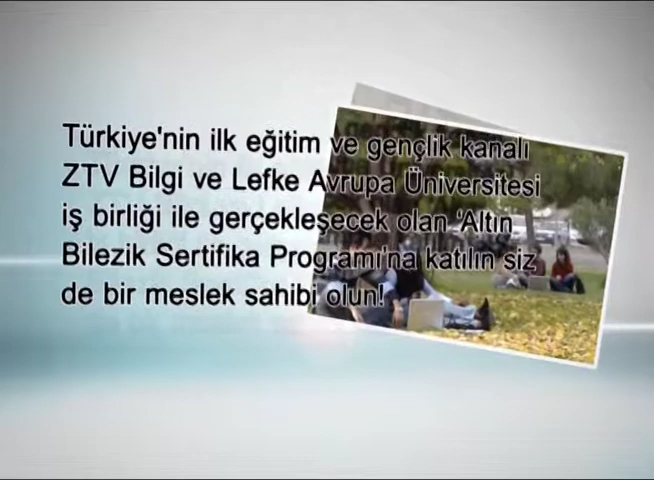 Türkiye'nin ilk eğitim ve gençlik kanalı
ZTV Bilgi ve Lefke Avrupa Üniversitesi
iş birliği ile gerçekleşecek olan 'Altın
Bilezik Sertifika Programı'na katılın siz
de bir meslek sahibi olun!